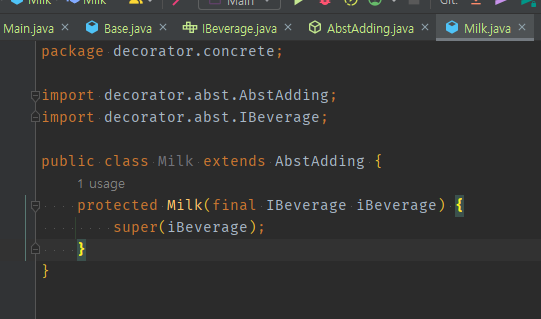 Milk
Milk
Main
Git:
Main.java
Base.java
IBeverage.java
AbstAdding.java
Milk.java
package decorator.concrete;
import decorator.abst.AbstAdding;
import decorator.abst.IBeverage;
public class Milk extends AbstAdding {
1 usage
protected Milk(final IBeverage iBeverage) {
super(iBeverage);
}
}